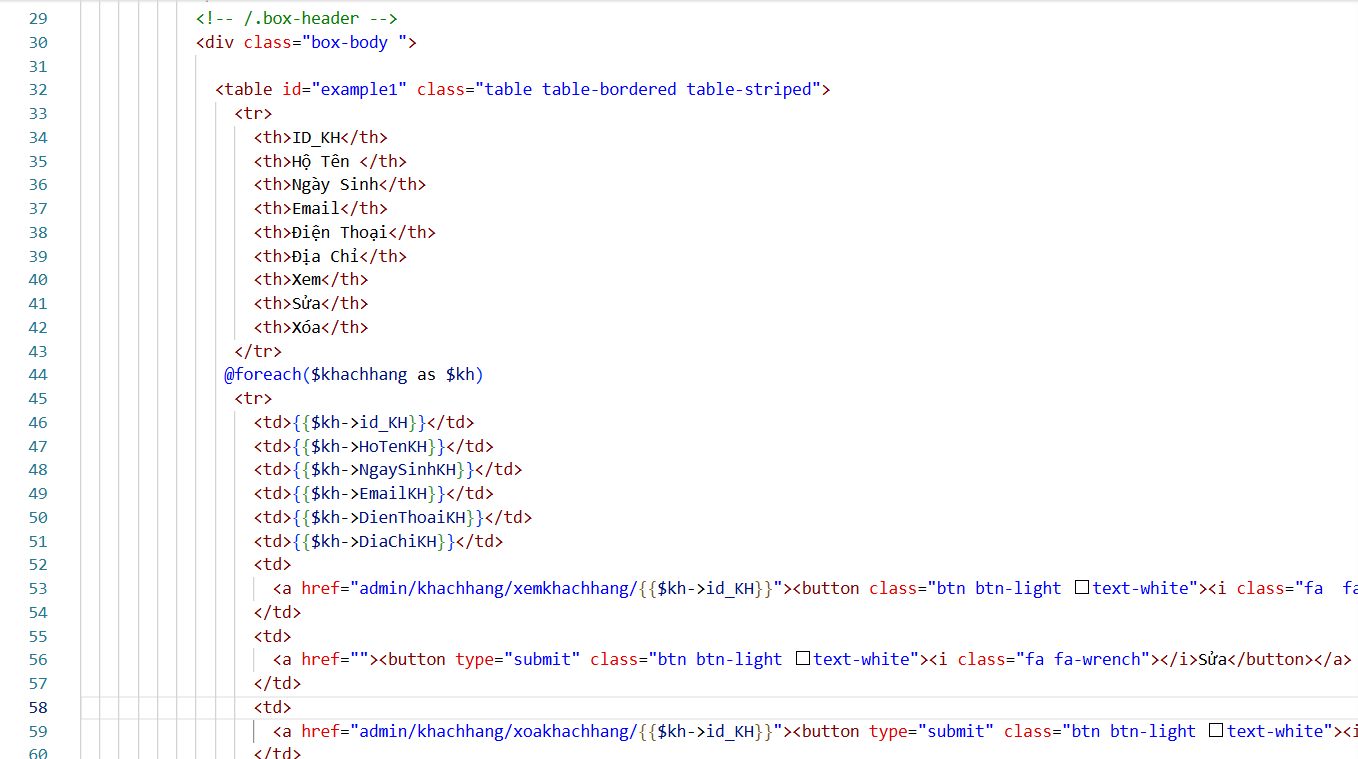 29 <!-- /.box-header -->
30 <div class="box-body ">
31
32 <table id="example1" class="table table-bordered table-striped">
33 <tr>
34 <th>ID_KH</th>
35 <th>Hộ Tên </th>
36 <th>Ngày Sinh</th>
37 <th>Email</th>
38 <th>Điện Thoại</th>
39 <th>Địa Chỉ</th>
40 <th>Xem</th>
41 <th>Sửa</th>
42 <th>Xóa</th>
43 </tr>
44 @foreach($khachhang as $kh)
45 <tr>
46 <td>{{$kh->id_KH}}</td>
47 <td>{{$kh->HoTenKH}}</td>
48 <td>{{$kh->NgaySinhKH}}</td>
49 <td>{{$kh->EmailKH}}</td>
50 <td>{{$kh->DienThoaiKH}}</td>
51 <td>{{$kh->DiaChiKH}}</td>
52 <td>
53 <a href="admin/khachhang/xemkhachhang/{{$kh->id_KH}}"><button class="btn btn-light text-white"><i class="fa fa
54 </td>
55 <td>
56 <a href=""><button type="submit" class="btn btn-light text-white"><i class="fa fa-wrench"></i>Sửa</button></a>
57 </td>
58 <td>
59 <a href="admin/khachhang/xoakhachhang/{{$kh->id_KH}}"><button type="submit" class="btn btn-light text-white"><i
60 </td>